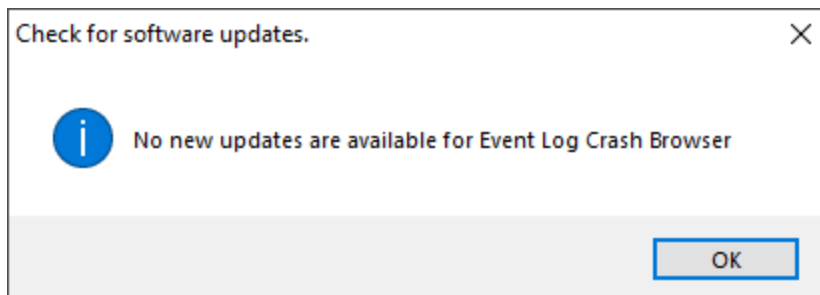 Check for software updates.
No new updates are available for Event Log Crash Browser
OK